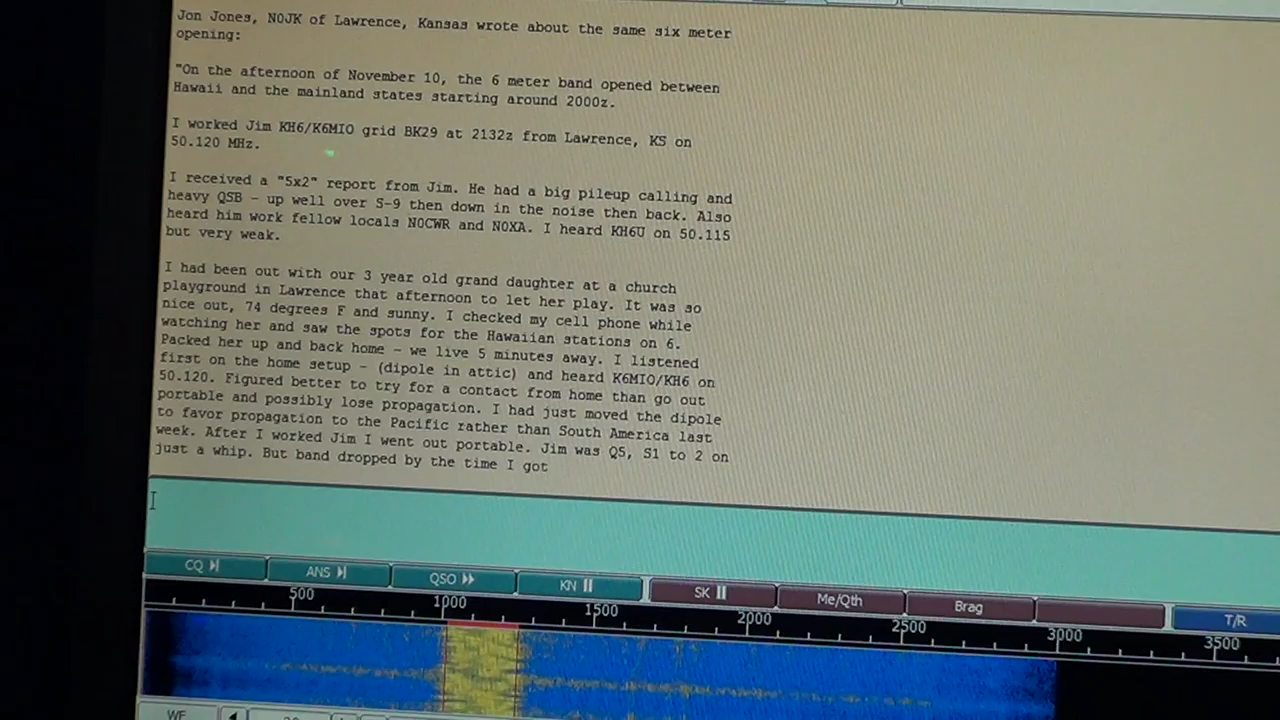 Jon Jones, N0JK of Lawrence, Kansas wrote about the same six meter
opening:
"On the afternoon of November 10, the 6 meter band opened between
Hawaii and the mainland states starting around 2000z.
I worked Jim KH6/K6MIO grid BK29 at 2132z from Lawrence, KS on
50.120 MHz.
I received a "5x2" report from Jim. He had a big pileup calling and
heavy QSB - up well over S-9 then down in the noise then back. Also
heard him work fellow locals N0CWR and N0XA. I heard KH6U on 50.115
but very weak.
I had been out with our 3 year old grand daughter at a church
playground in Lawrence that afternoon to let her play. It was so
nice out, 74 degrees F and sunny. I checked my cell phone while
watching her and saw the spots for the Hawaiian stations on 6.
Packed her up and back home - we live 5 minutes away. I listened
first on the home setup - (dipole in attic) and heard K6MIO/KH6 on
50.120. Figured better to try for a contact from home than go out
portable and possibly lose propagation. I had just moved the dipole
to favor propagation to the Pacific rather than South America last
week. After I worked Jim I went out portable. Jim was Q5, S1 to 2 on
just a whip. But band dropped by the time I got
CQ ANS QSO KN SK Me/Qth Brag T/R
500 1000 1500 2000 2500 3000 3500
WF